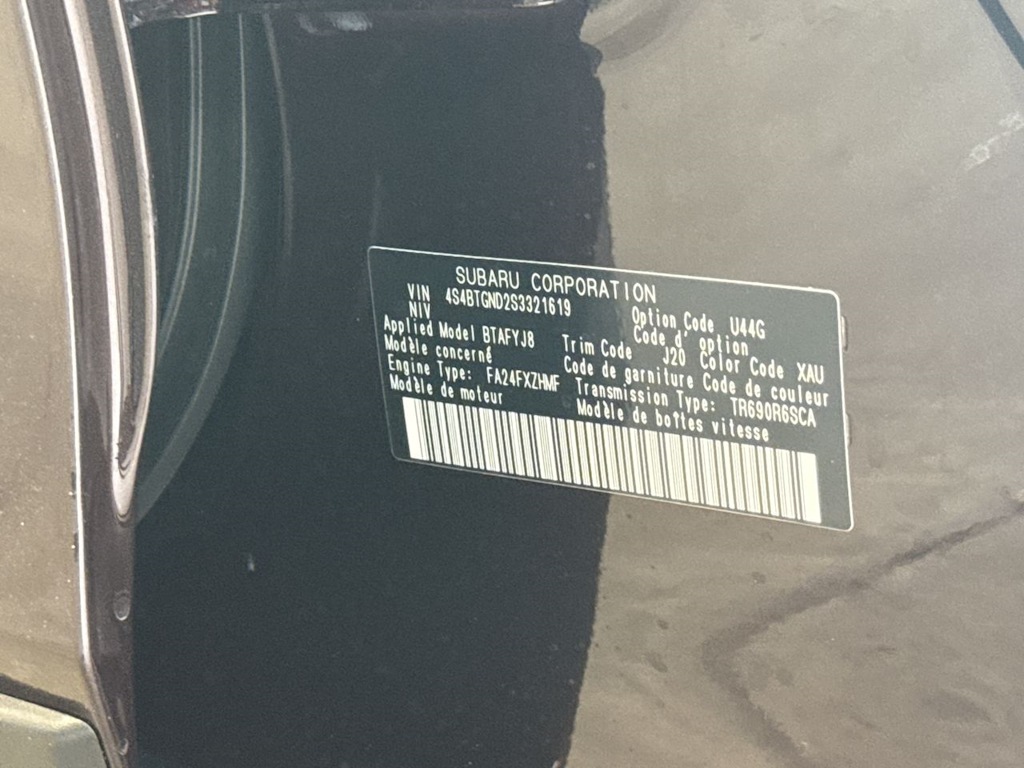 SUBARU CORPORATION
VIN 4S4BTGND2S3321619
NIV
Option Code U44G
Code d' option
Applied Model BTAFYJ8 Trim Code J20 Color Code XAU
Modèle concerné Code de garniture Code de couleur
Engine Type: FA24FXZHMF Transmission Type: TR690R6SCA
Modèle de moteur Modèle de bottes vitesse